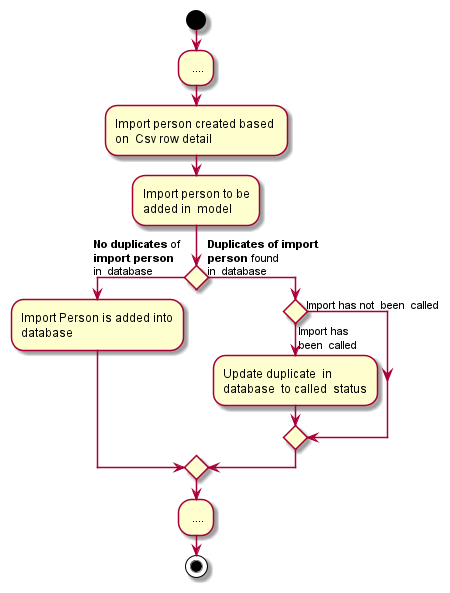 ....
Import person created based
on Csv row detail
Import person to be
added in model
No duplicates of
import person
in database
Duplicates of import
person found
in database
Import Person is added into
database
Import has not been called
Import has
been called
Update duplicate in
database to called status
....